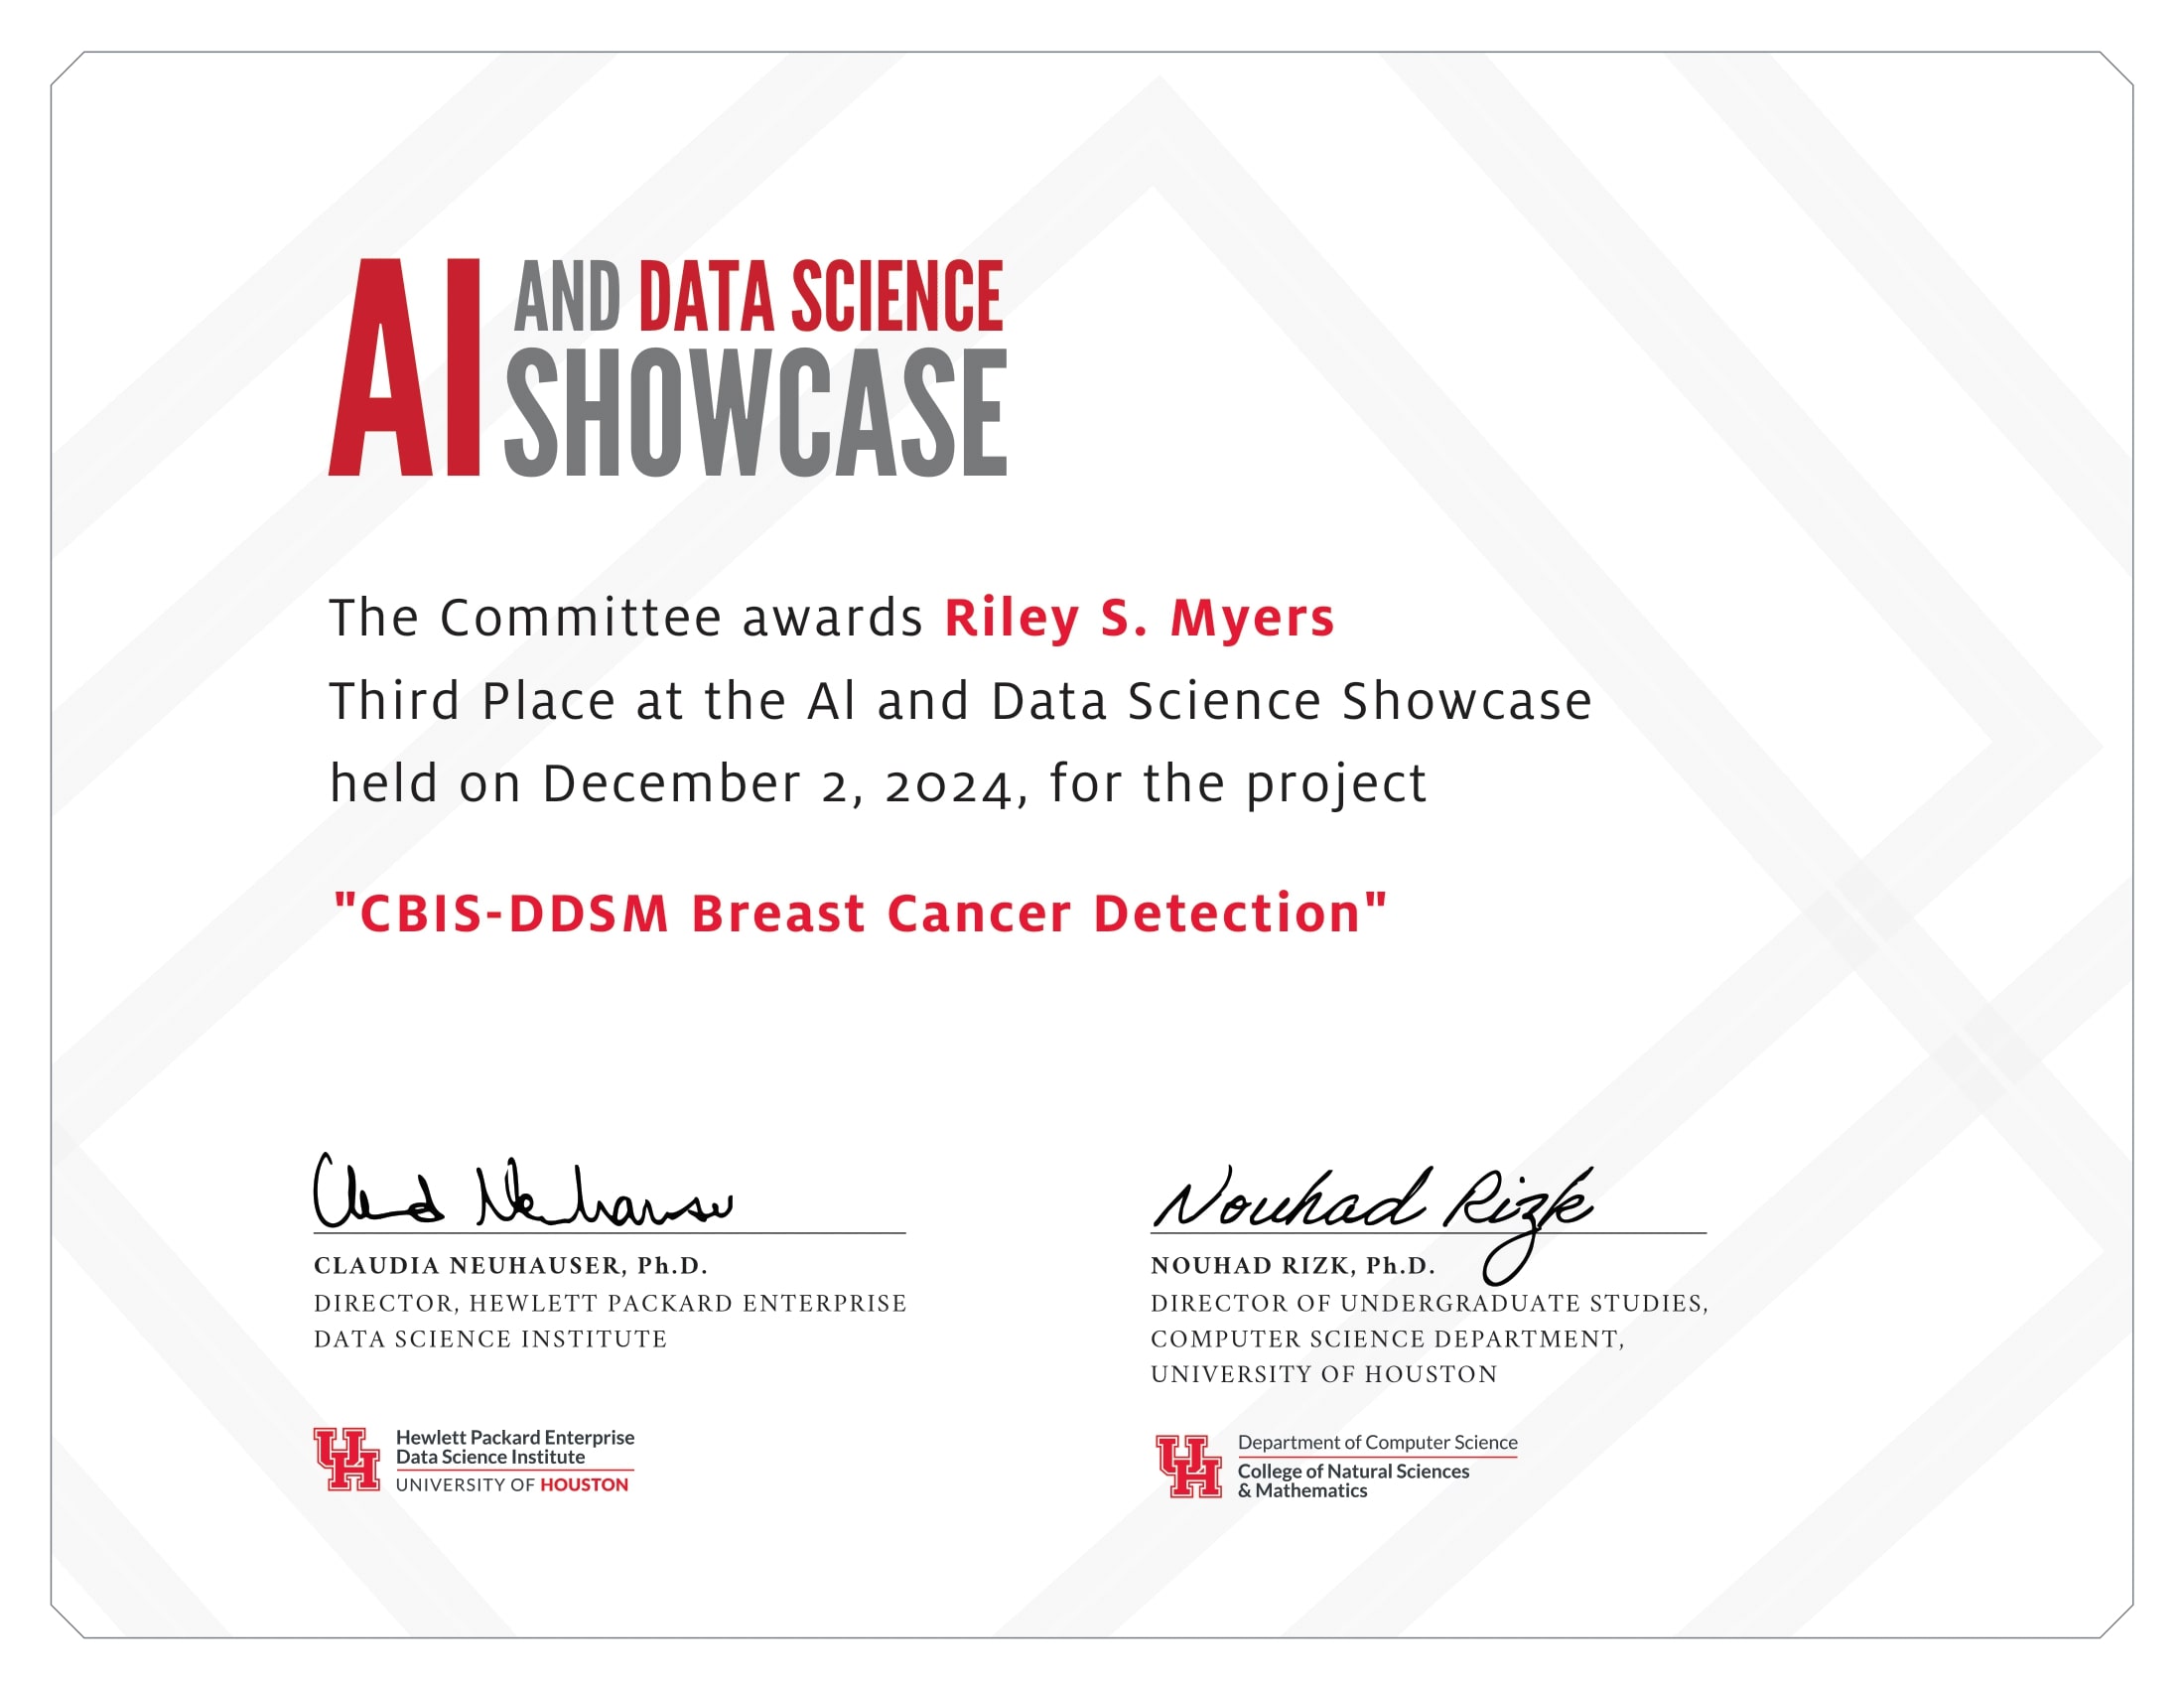 AI AND DATA SCIENCE
SHOWCASE
The Committee awards Riley S. Myers
Third Place at the AI and Data Science Showcase
held on December 2, 2024, for the project
"CBIS-DDSM Breast Cancer Detection"
Nouhad Rizk
CLAUDIA NEUHAUSER, Ph.D.
DIRECTOR, HEWLETT PACKARD ENTERPRISE
DATA SCIENCE INSTITUTE
NOUHAD RIZK, Ph.D.
DIRECTOR OF UNDERGRADUATE STUDIES,
COMPUTER SCIENCE DEPARTMENT,
UNIVERSITY OF HOUSTON
UH
Hewlett Packard Enterprise
Data Science Institute
UNIVERSITY OF HOUSTON
UH
Department of Computer Science
College of Natural Sciences
& Mathematics